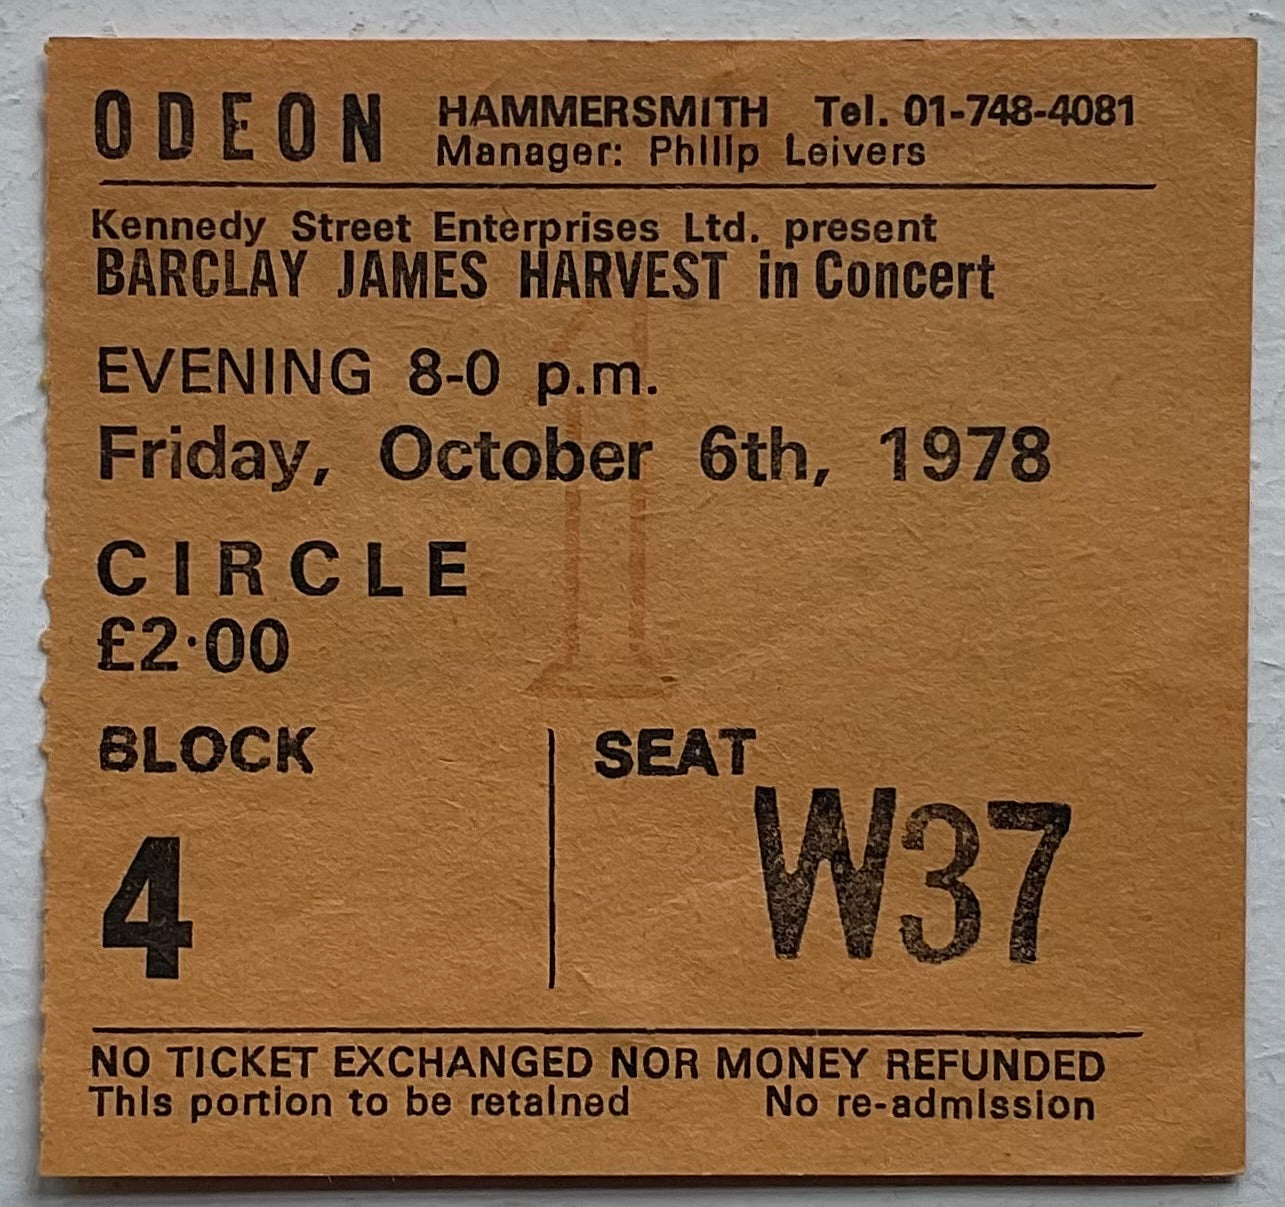 ODEON HAMMERSMITH Tel. 01-748-4081
Manager: Philip Leivers
Kennedy Street Enterprises Ltd. present
BARCLAY JAMES HARVEST in Concert
EVENING 8-0 p.m.
Friday, October 6th, 1978
CIRCLE
£2·00
BLOCK SEAT
4 W37
NO TICKET EXCHANGED NOR MONEY REFUNDED
This portion to be retained No re-admission
1